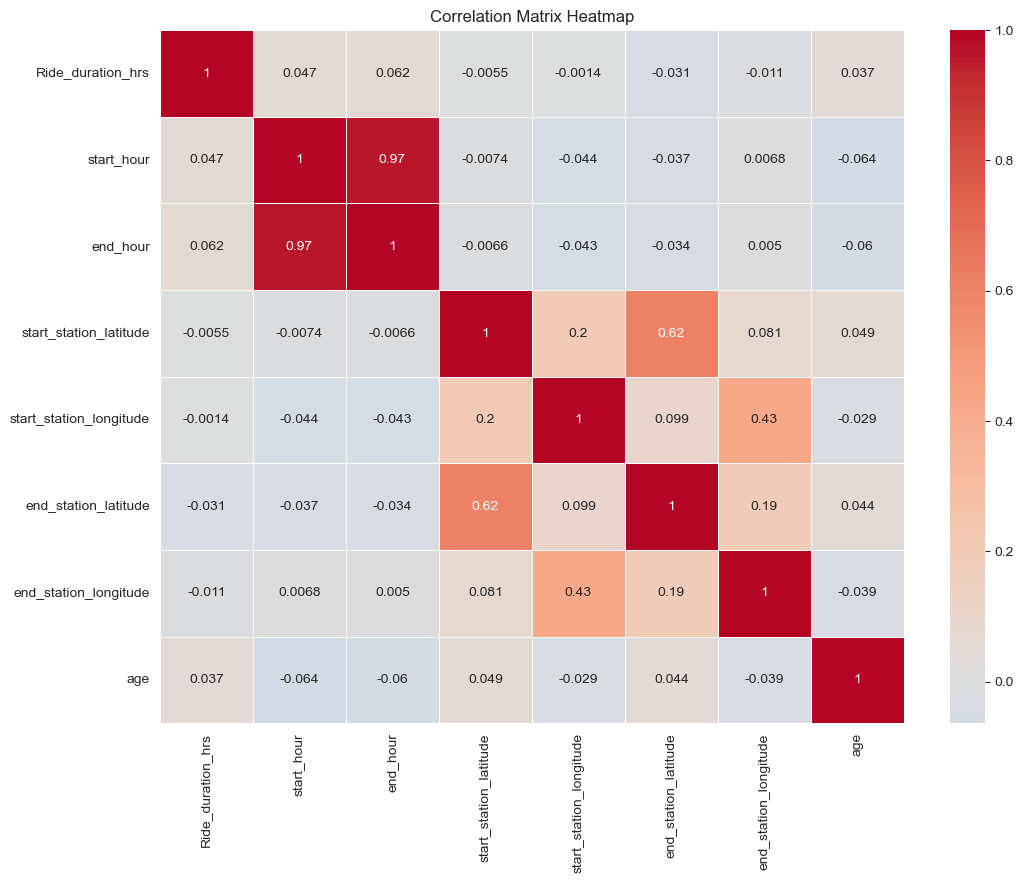 Correlation Matrix Heatmap
Ride_duration_hrs 1 0.047 0.062 -0.0055 -0.0014 -0.031 -0.011 0.037
start_hour 0.047 1 0.97 -0.0074 -0.044 -0.037 0.0068 -0.064
end_hour 0.062 0.97 1 -0.0066 -0.043 -0.034 0.005 -0.06
start_station_latitude -0.0055 -0.0074 -0.0066 1 0.2 0.62 0.081 0.049
start_station_longitude -0.0014 -0.044 -0.043 0.2 1 0.099 0.43 -0.029
end_station_latitude -0.031 -0.037 -0.034 0.62 0.099 1 0.19 0.044
end_station_longitude -0.011 0.0068 0.005 0.081 0.43 0.19 1 -0.039
age 0.037 -0.064 -0.06 0.049 -0.029 0.044 -0.039 1
Ride_duration_hrs
start_hour
end_hour
start_station_latitude
start_station_longitude
end_station_latitude
end_station_longitude
age
1.0
0.8
0.6
0.4
0.2
0.0